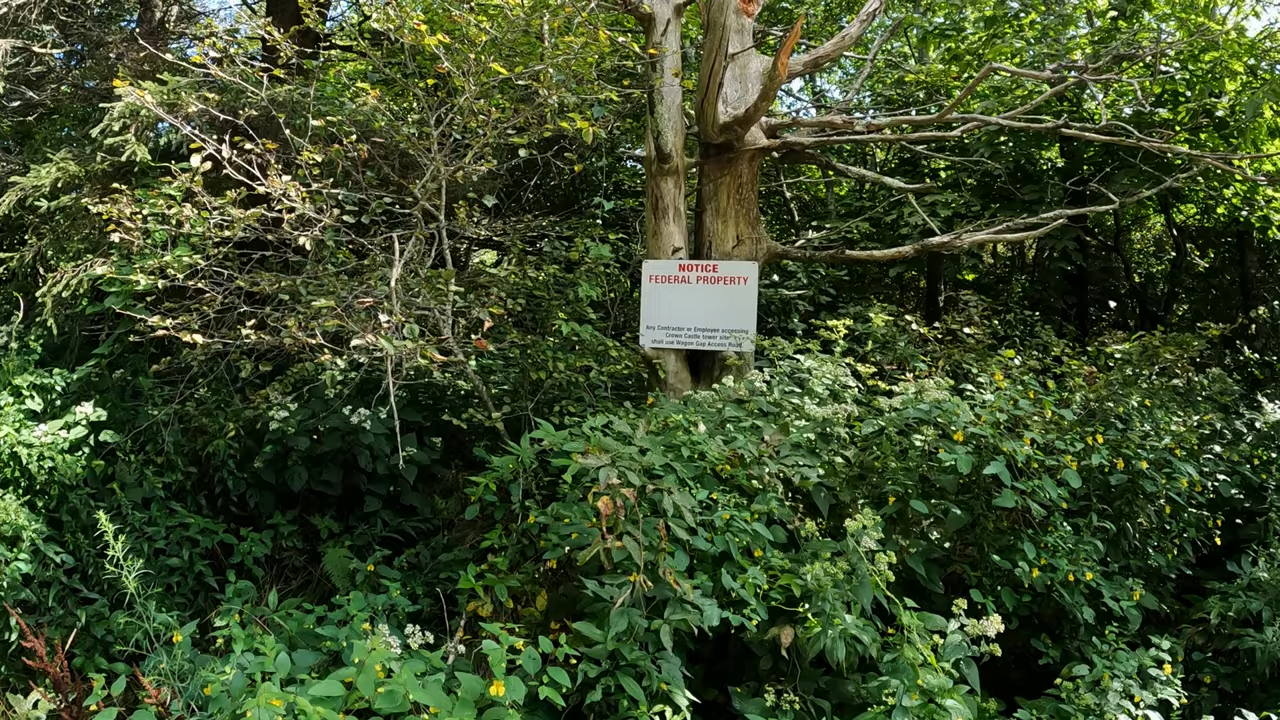 NOTICE
FEDERAL PROPERTY
Any Contractor or Employee accessing
Crown Castle tower site
shall use Wagon Gap Access Road